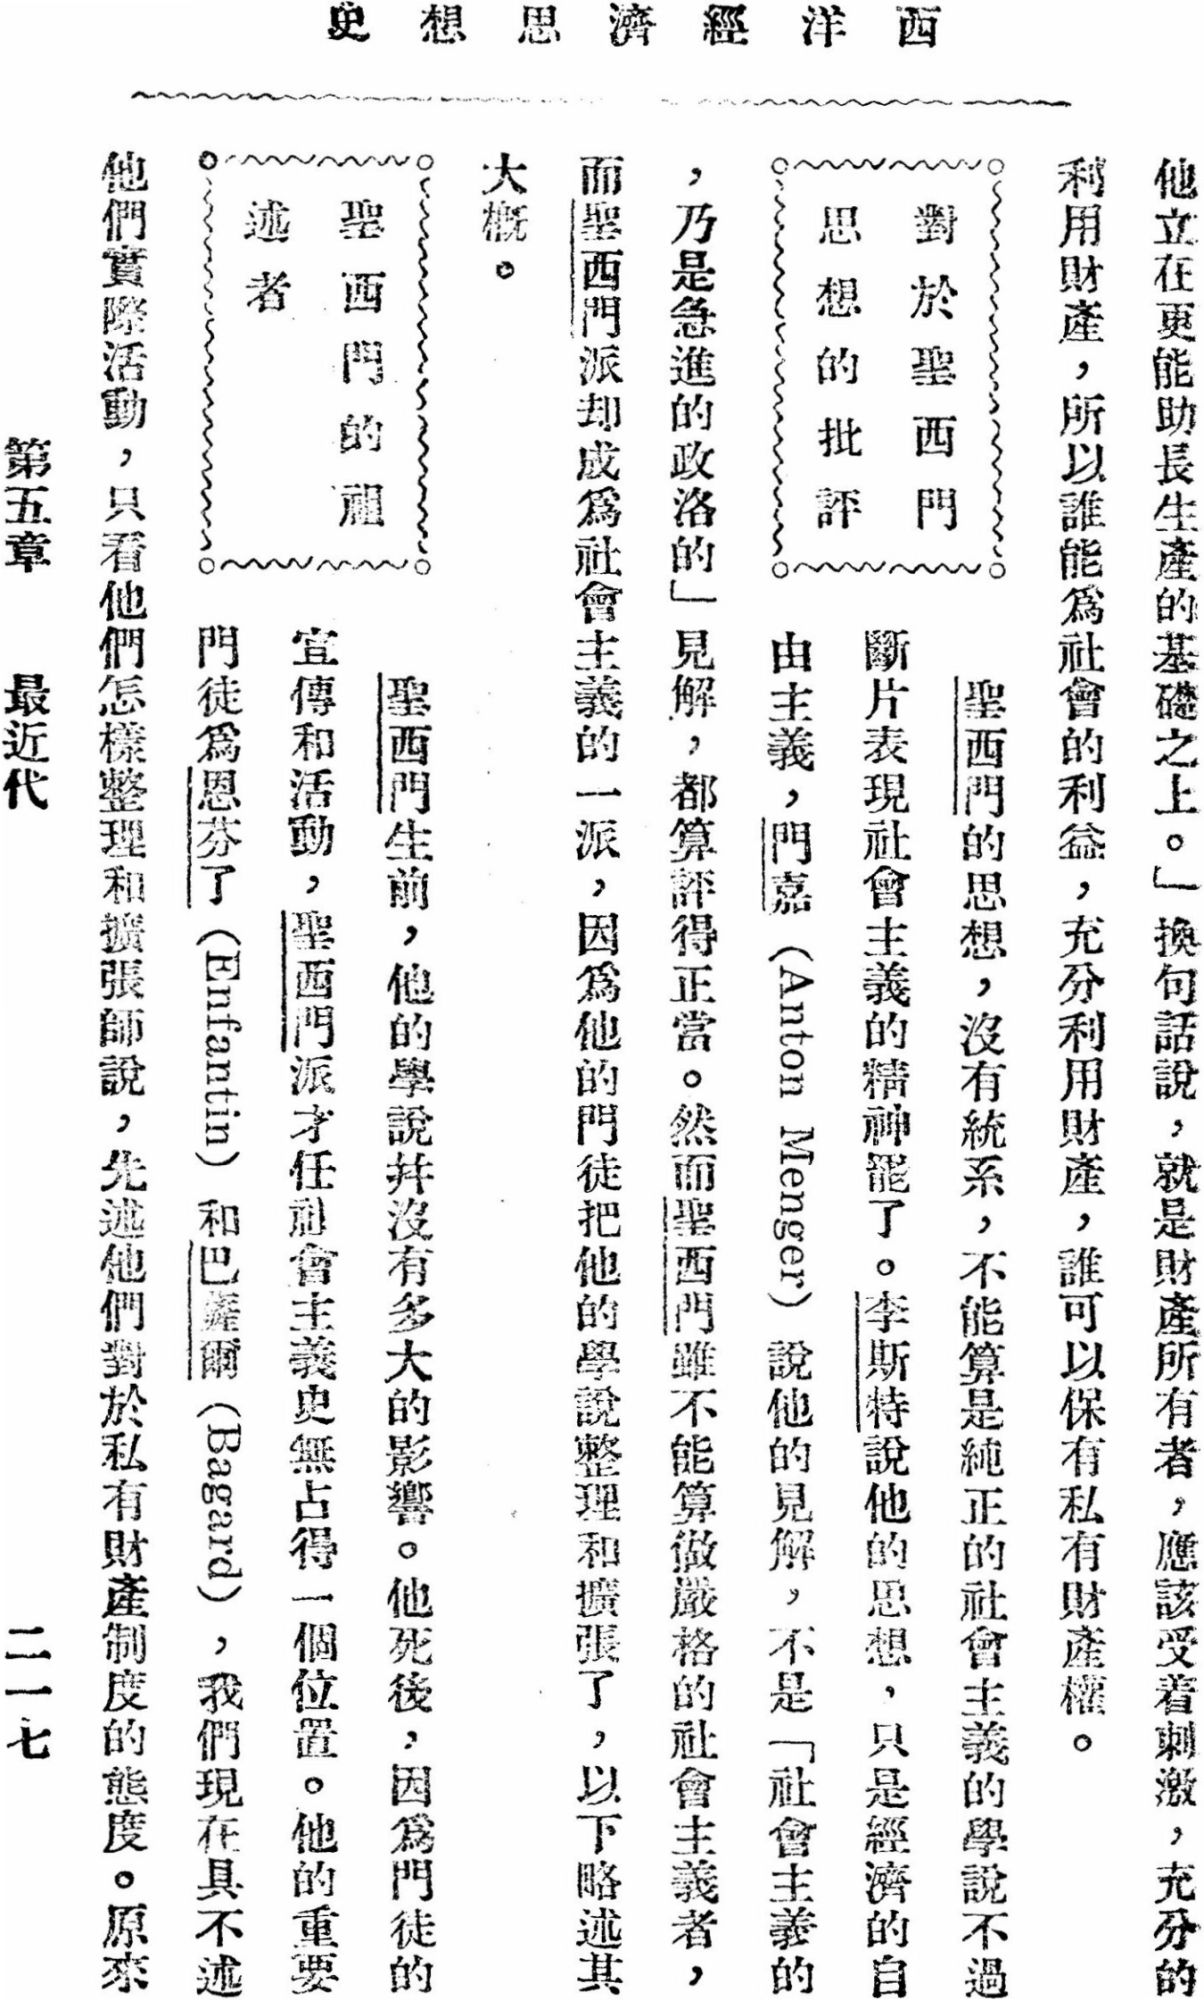 西洋經濟思想史
他立在更能助長生產的基礎之上。」換句話說，就是財產所有者，應該受着刺激，充分的
利用財產，所以誰能爲社會的利益，充分利用財產，誰可以保有私有財產權。
對於聖西門
思想的批評
聖西門的思想，沒有統系，不能算是純正的社會主義的學說不過
斷片表現社會主義的精神罷了。李斯特說他的思想，只是經濟的自
由主義，門嘉（Anton Menger）說他的見解，不是「社會主義的
，乃是急進的政洛的」見解，都算評得正當。然而聖西門雖不能算做嚴格的社會主義者，
而聖西門派却成爲社會主義的一派，因爲他的門徒把他的學說整理和擴張了，以下略述其
大概。
聖西門的祖
述者
聖西門生前，他的學說幷沒有多大的影響。他死後，因爲門徒的
宣傳和活動，聖西門派才在社會主義史無占得一個位置。他的重要
門徒爲恩芬了（Enfantin）和巴薩爾（Bagard），我們現在具不述
他們實際活動，只看他們怎樣整理和擴張師說，先述他們對於私有財產制度的態度。原來
第五章　最近代　二一七